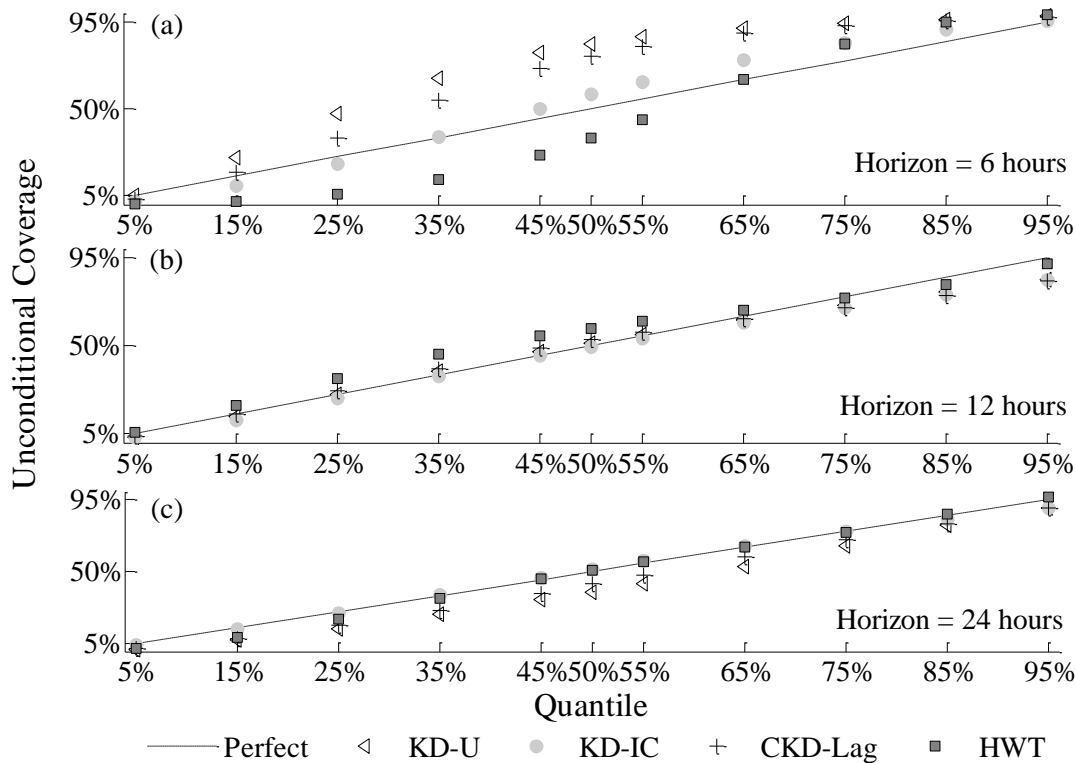 Unconditional Coverage
(a)
95%
50%
5%
Horizon = 6 hours
5% 15% 25% 35% 45% 50% 55% 65% 75% 85% 95%
(b)
95%
50%
5%
Horizon = 12 hours
5% 15% 25% 35% 45% 50% 55% 65% 75% 85% 95%
(c)
95%
50%
5%
Horizon = 24 hours
5% 15% 25% 35% 45% 50% 55% 65% 75% 85% 95%
Quantile
Perfect KD-U KD-IC CKD-Lag HWT